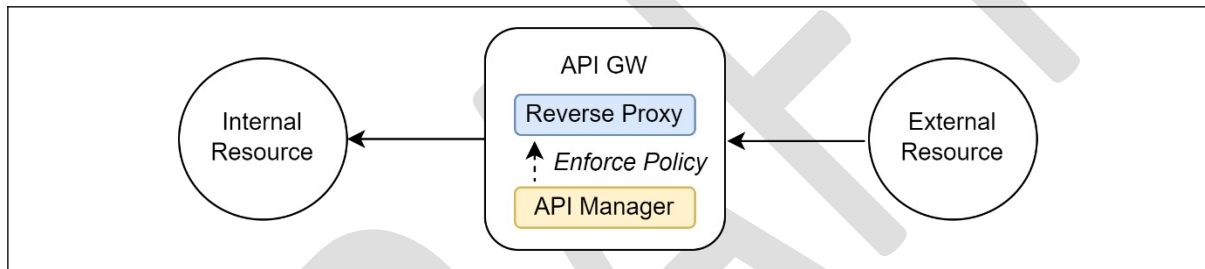 API GW
Internal
Resource
Reverse Proxy
Enforce Policy
API Manager
External
Resource